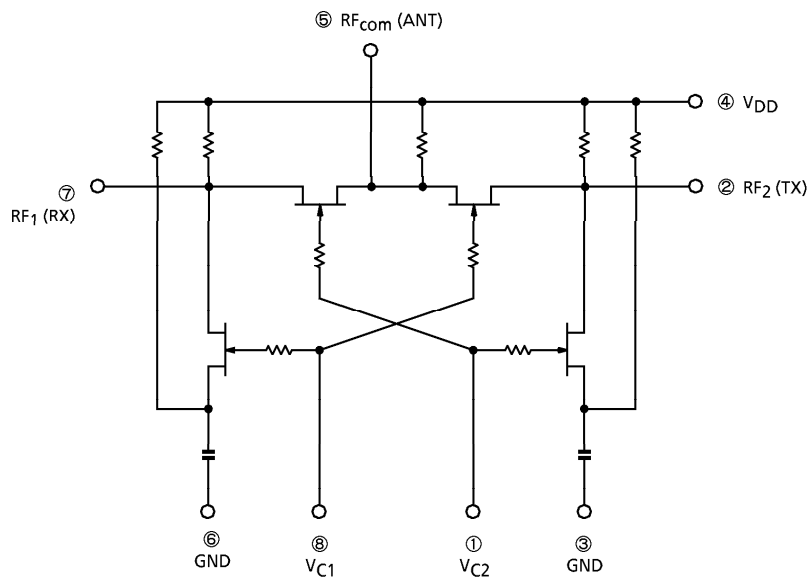 ⑤ RFcom (ANT)
④ VDD
⑦
RF1 (RX)
② RF2 (TX)
⑥
GND
⑧
VC1
①
VC2
③
GND